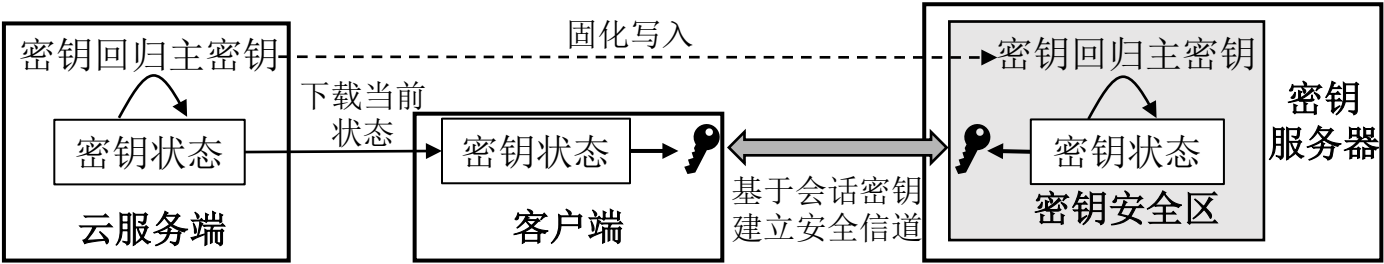 固化写入
密钥回归主密钥
密钥回归主密钥
下载当前
状态
密钥
服务器
密钥状态
密钥状态
密钥状态
基于会话密钥
建立安全信道
云服务端
客户端
密钥安全区